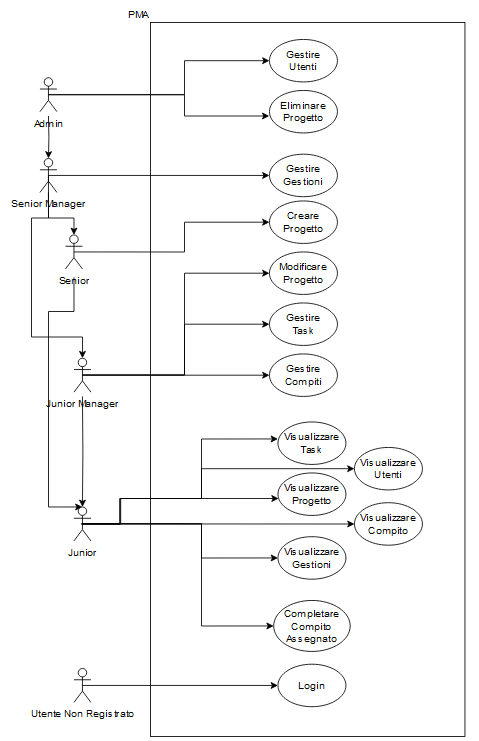 PMA
Gestire
Utenti
Eliminare
Progetto
Admin
Gestire
Gestioni
Senior Manager
Creare
Progetto
Senior
Modificare
Progetto
Gestire
Task
Gestire
Compiti
Junior Manager
Visualizzare
Task
Visualizzare
Utenti
Visualizzare
Progetto
Visualizzare
Compito
Junior
Visualizzare
Gestioni
Completare
Compito
Assegnato
Login
Utente Non Registrato